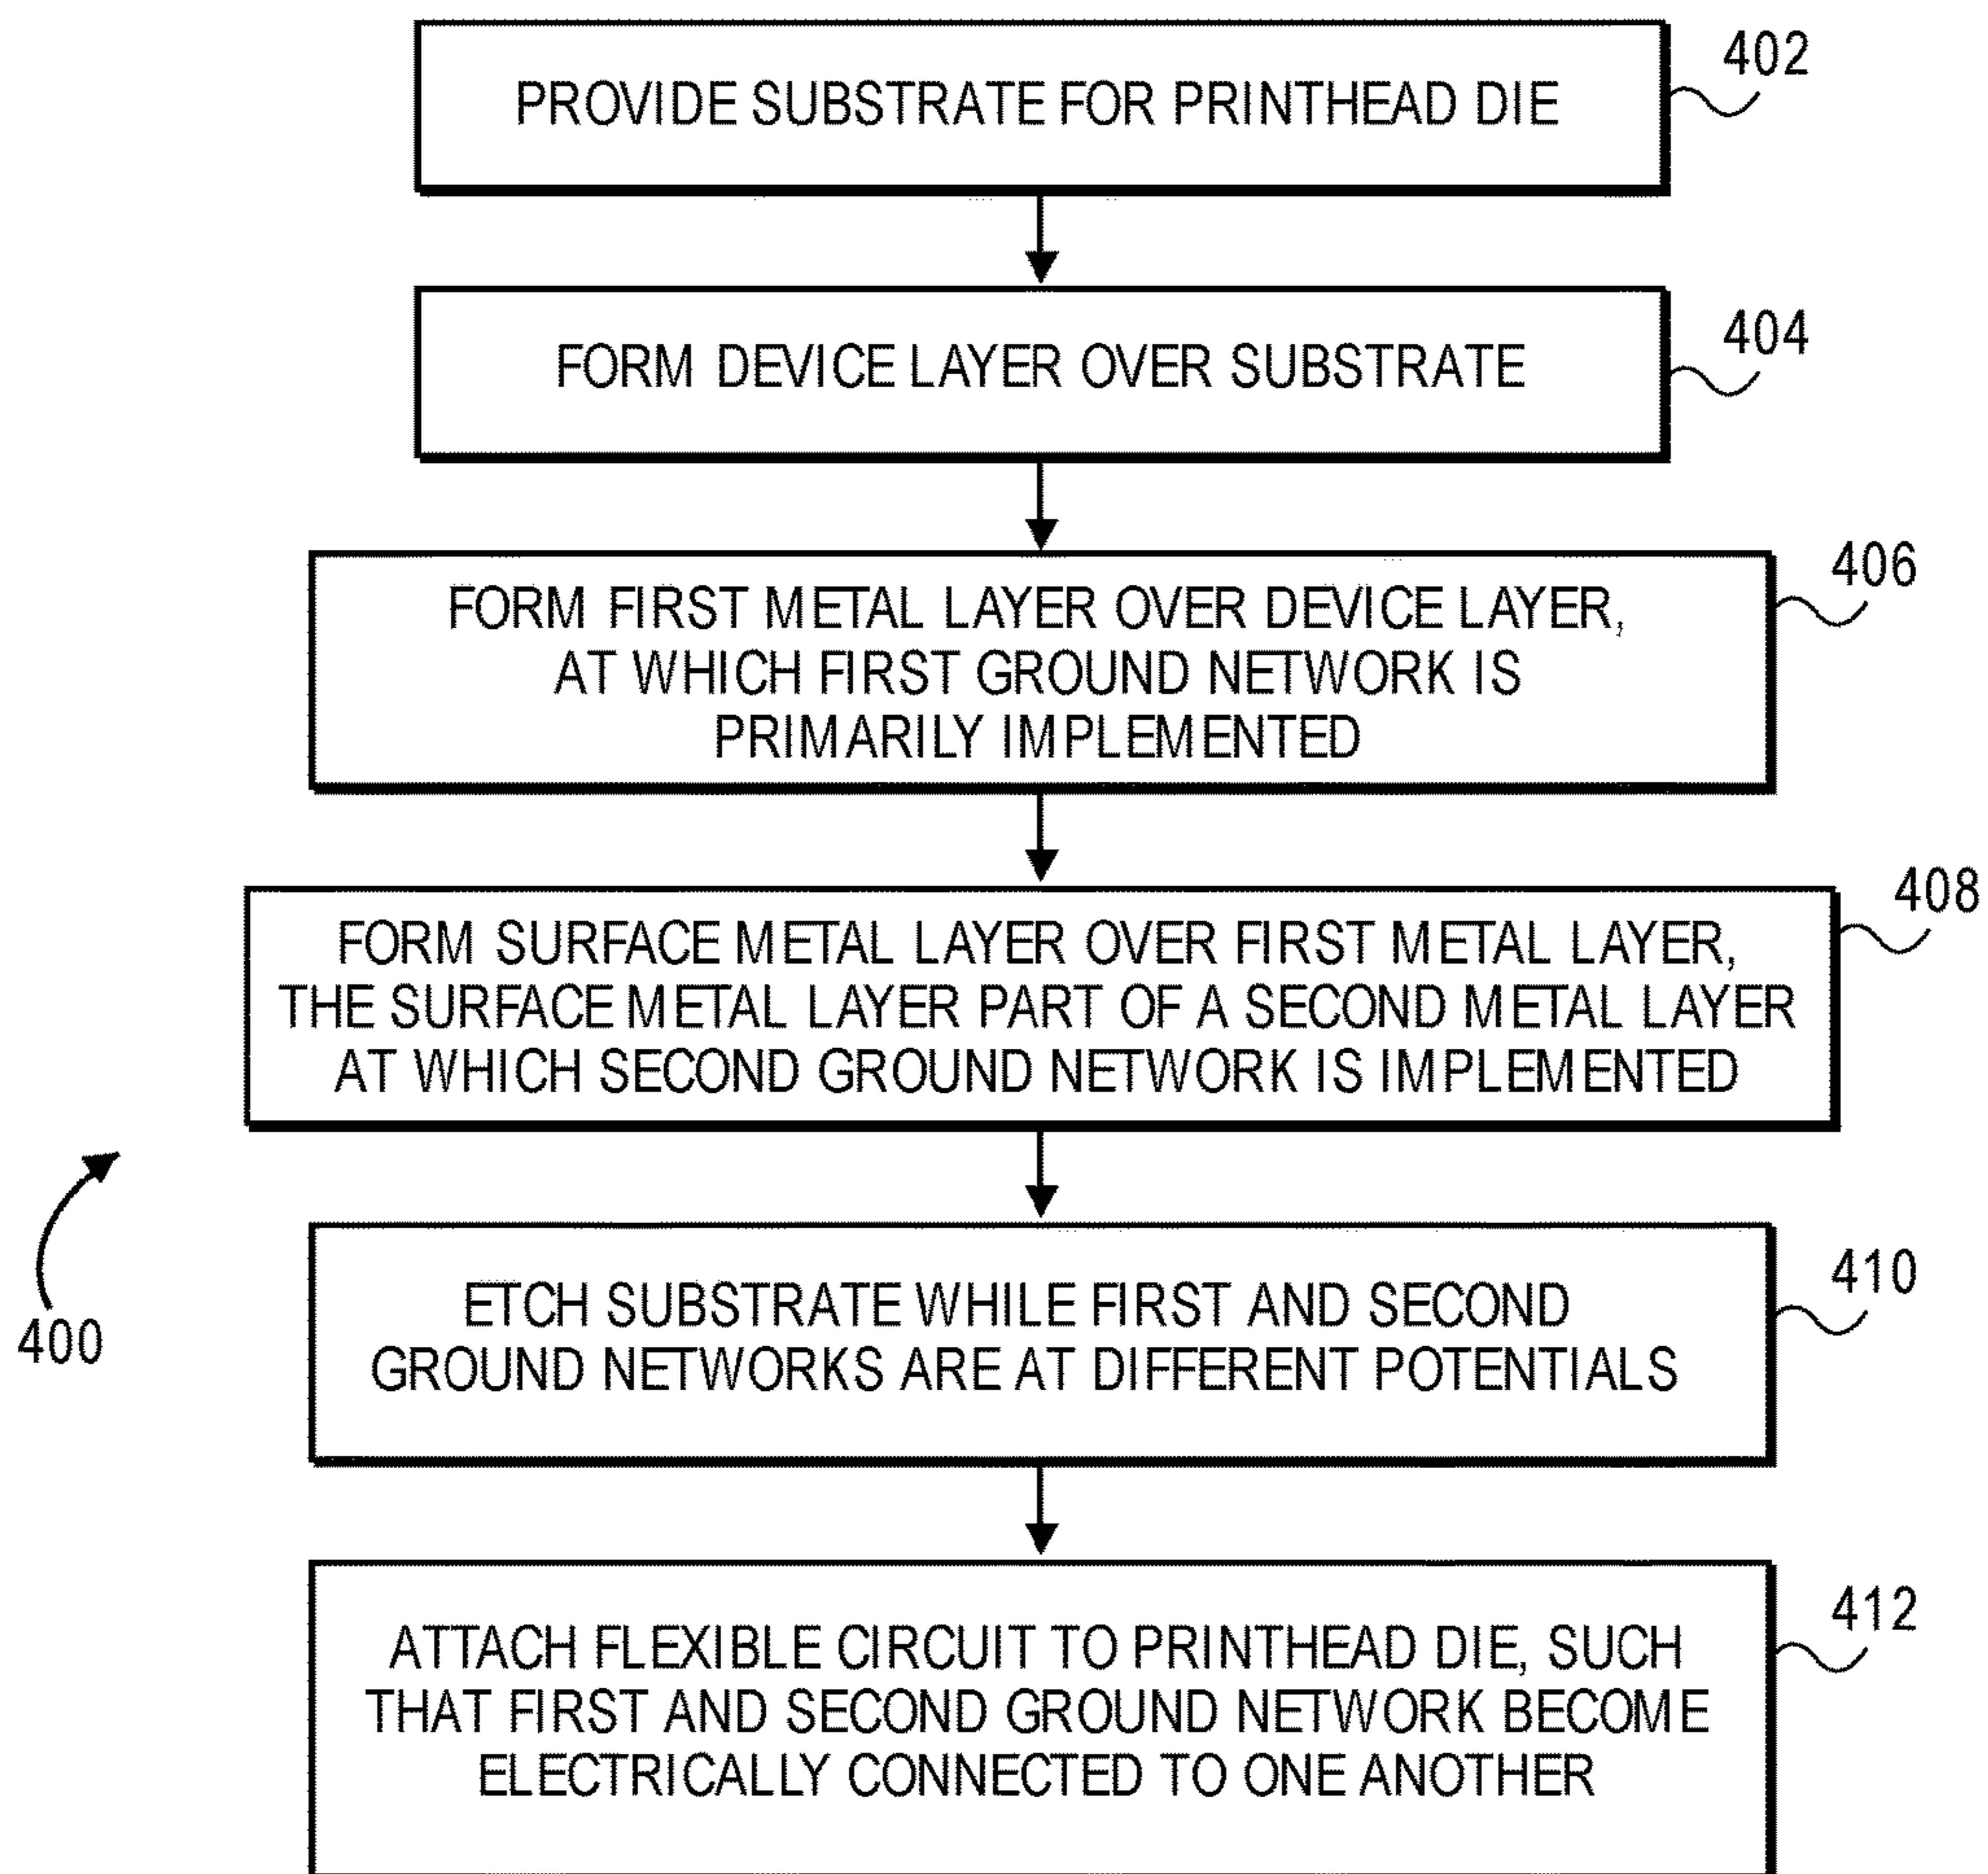 402
PROVIDE SUBSTRATE FOR PRINTHEAD DIE
404
FORM DEVICE LAYER OVER SUBSTRATE
406
FORM FIRST METAL LAYER OVER DEVICE LAYER,
AT WHICH FIRST GROUND NETWORK IS
PRIMARILY IMPLEMENTED
408
FORM SURFACE METAL LAYER OVER FIRST METAL LAYER,
THE SURFACE METAL LAYER PART OF A SECOND METAL LAYER
AT WHICH SECOND GROUND NETWORK IS IMPLEMENTED
410
ETCH SUBSTRATE WHILE FIRST AND SECOND
GROUND NETWORKS ARE AT DIFFERENT POTENTIALS
400
412
ATTACH FLEXIBLE CIRCUIT TO PRINTHEAD DIE, SUCH
THAT FIRST AND SECOND GROUND NETWORK BECOME
ELECTRICALLY CONNECTED TO ONE ANOTHER